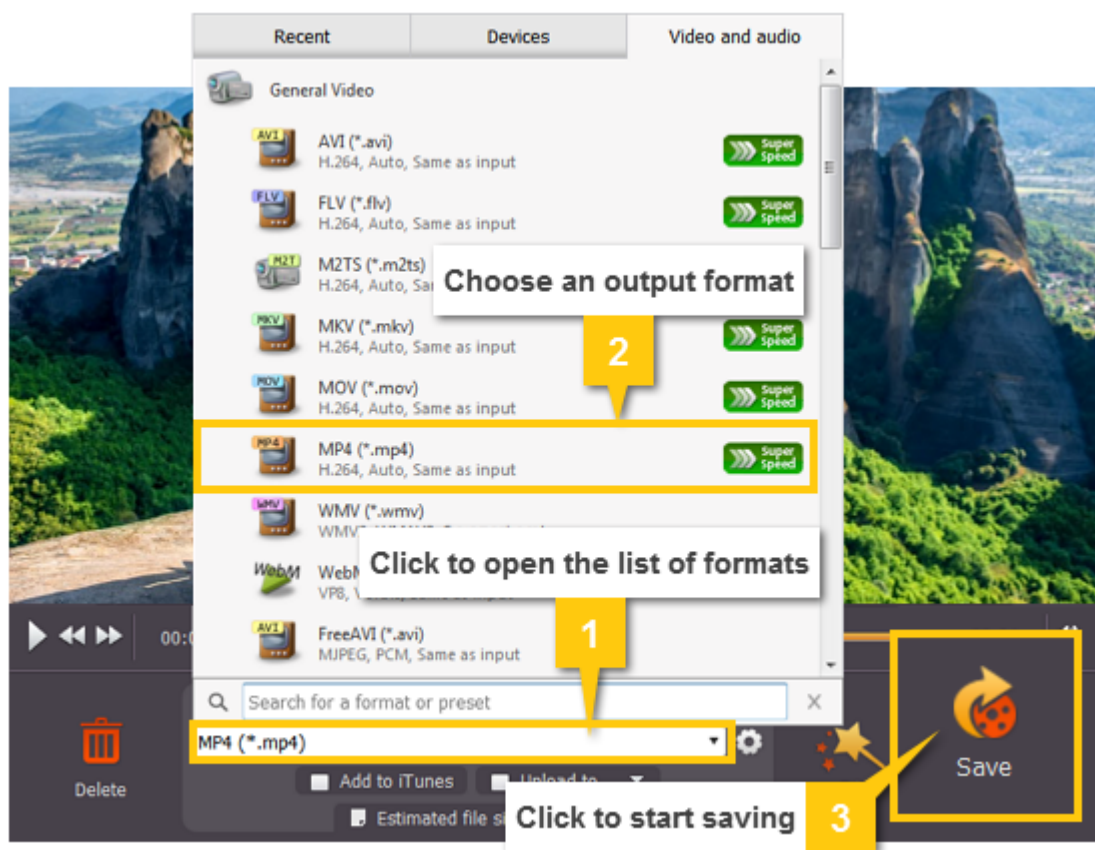 Recent
Devices
Video and audio
General Video
AVI
AVI (*.avi)
H.264, Auto, Same as input
Super Speed
FLV
FLV (*.flv)
H.264, Auto, Same as input
Super Speed
M2T
M2TS (*.m2ts)
H.264, Auto,
Choose an output format
MKV
MKV (*.mkv)
H.264, Auto, Same as input
Super Speed
2
MOV
MOV (*.mov)
H.264, Auto, Same as input
Super Speed
MP4
MP4 (*.mp4)
H.264, Auto, Same as input
Super Speed
WMV
WMV (*.wmv)
Click to open the list of formats
WebM
VP8,
1
AVI
FreeAVI (*.avi)
MJPEG, PCM, Same as input
Search for a format or preset
MP4 (*.mp4)
Delete
Add to iTunes
Upload to
Save
Estimated file
Click to start saving
3